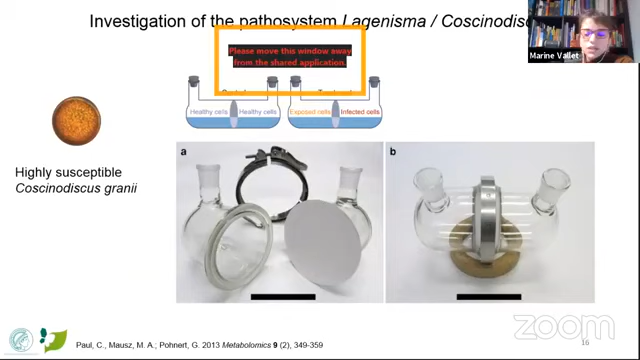 Investigation of the pathosystem Lagenisma / Coscinodisc
Please move this window away
from the shared application.
Healthy cells
Healthy cells
Exposed cells
Infected cells
Marine Vallet
Highly susceptible
Coscinodiscus granii
a
b
Paul, C., Mausz, M. A.; Pohnert, G. 2013 Metabolomics 9 (2), 349-359
16
zoom